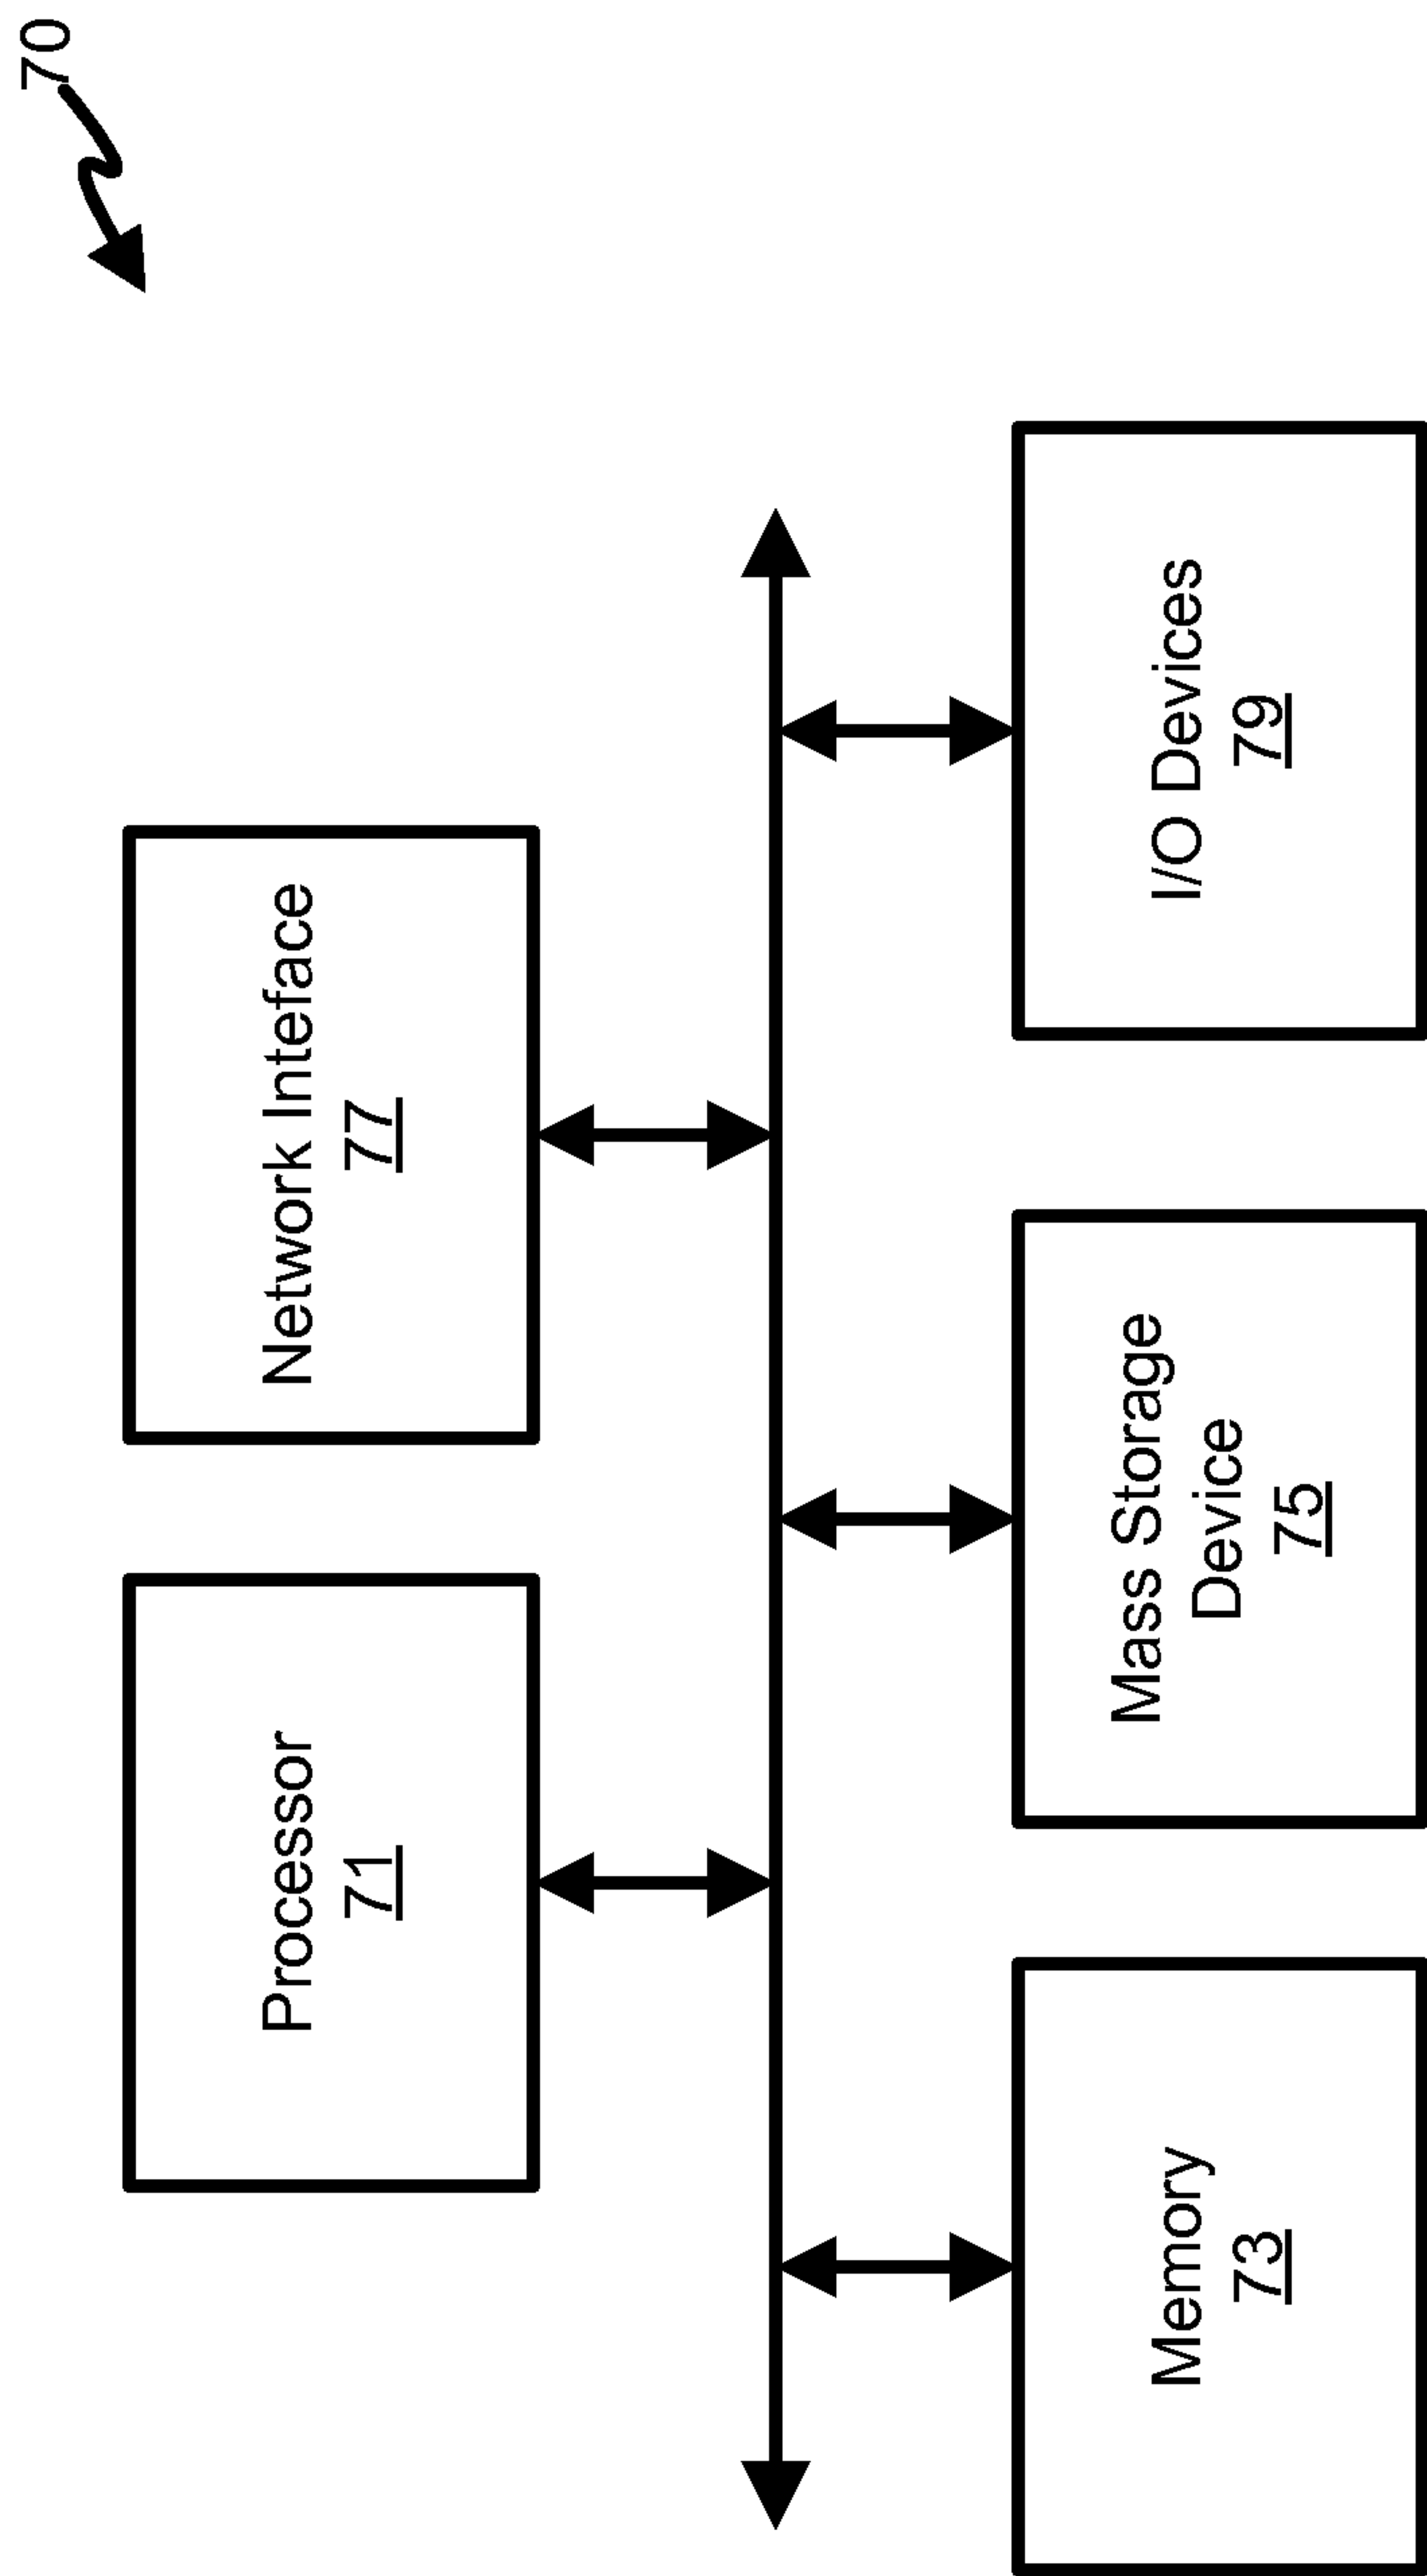 70
Processor
71
Network Inteface
77
Memory
73
Mass Storage
Device
75
I/O Devices
79